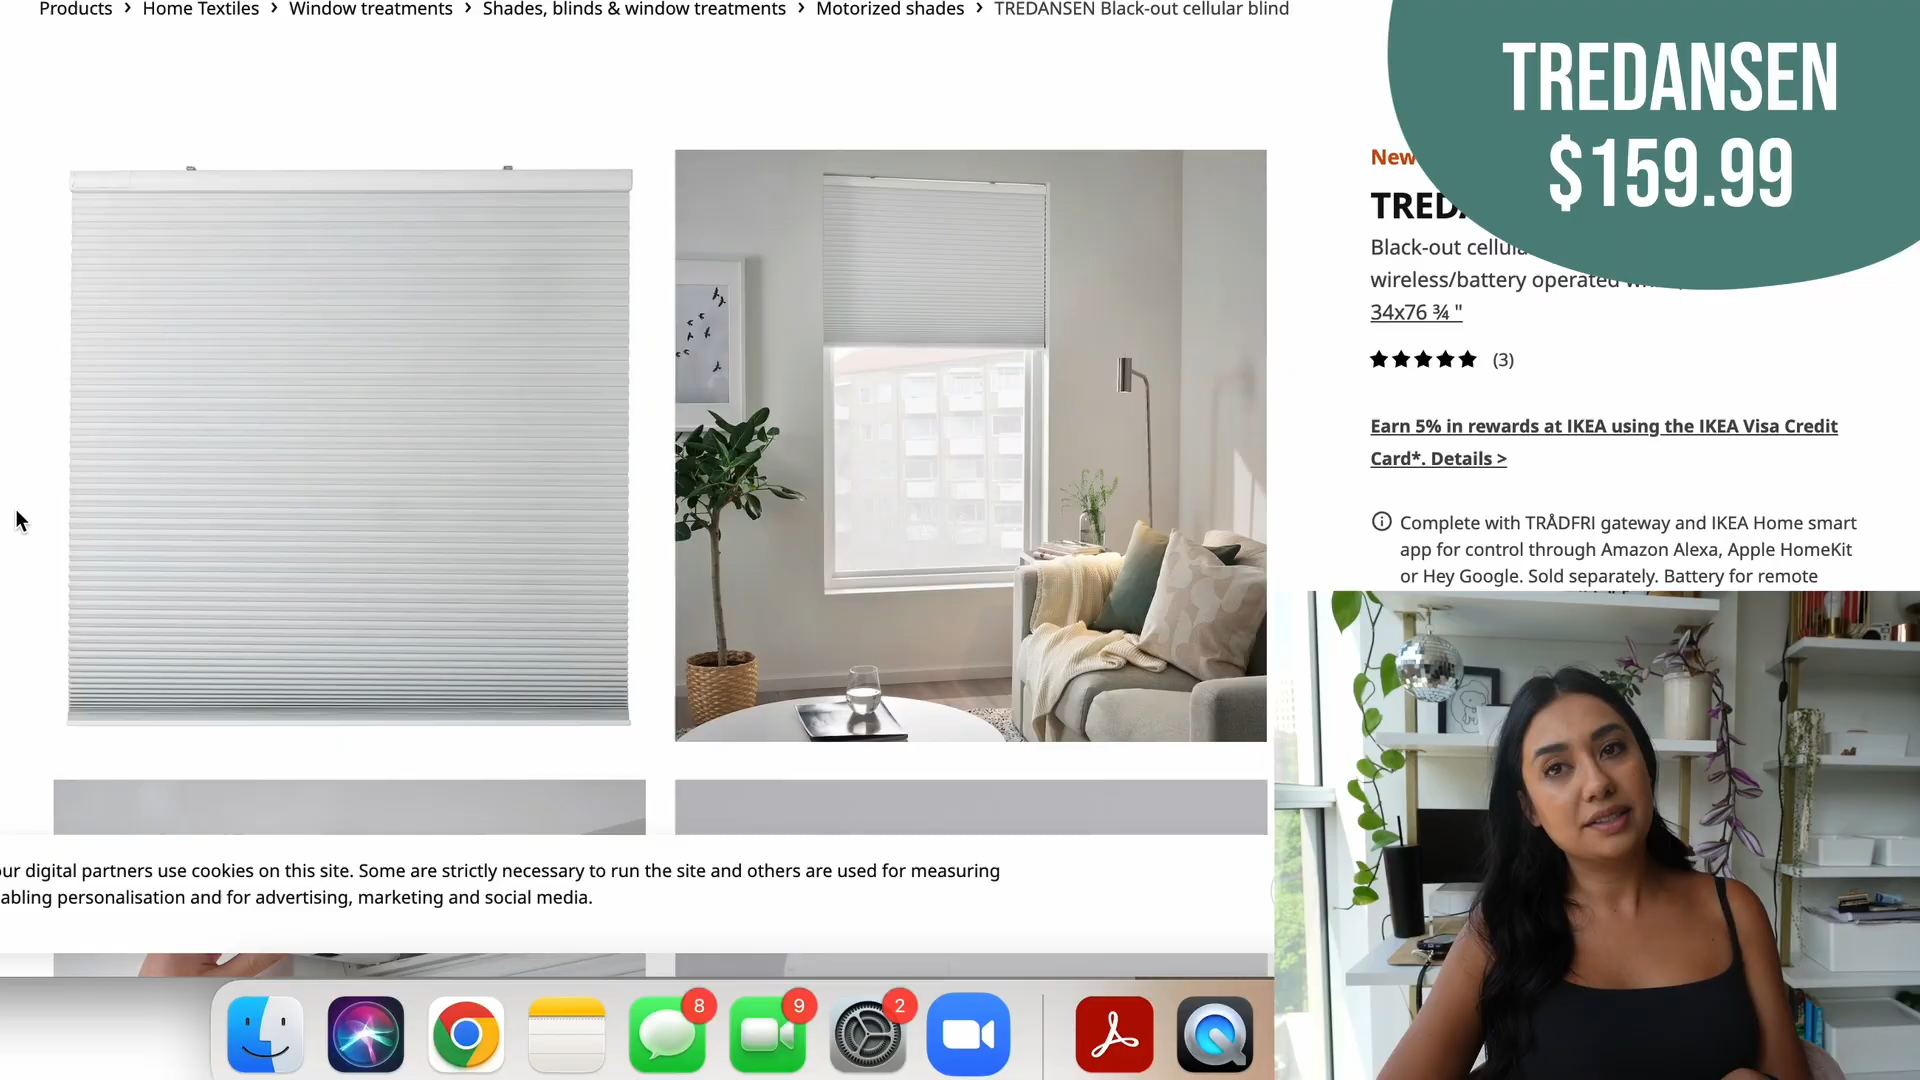 Products › Home Textiles › Window treatments › Shades, blinds & window treatments › Motorized shades › TREDANSEN Black-out cellular blind
TREDANSEN
$159.99
New
TREDA
Black-out cellula
wireless/battery operated
34x76 ¾ "
(3)
Earn 5% in rewards at IKEA using the IKEA Visa Credit
Card*. Details >
Complete with TRÅDFRI gateway and IKEA Home smart
app for control through Amazon Alexa, Apple HomeKit
or Hey Google. Sold separately. Battery for remote
ur digital partners use cookies on this site. Some are strictly necessary to run the site and others are used for measuring
abling personalisation and for advertising, marketing and social media.
8
9
2